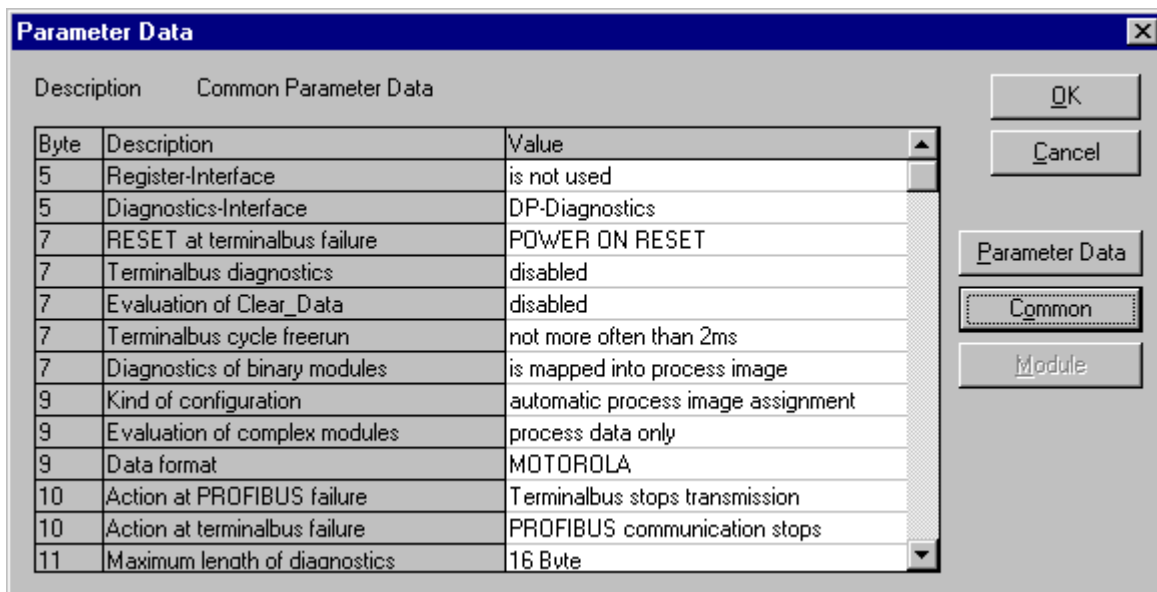 Parameter Data
Description Common Parameter Data
OK
Cancel
Byte Description Value
5 Register-Interface is not used
5 Diagnostics-Interface DP-Diagnostics
7 RESET at terminalbus failure POWER ON RESET
7 Terminalbus diagnostics disabled
7 Evaluation of Clear_Data disabled
7 Terminalbus cycle freerun not more often than 2ms
7 Diagnostics of binary modules is mapped into process image
9 Kind of configuration automatic process image assignment
9 Evaluation of complex modules process data only
9 Data format MOTOROLA
10 Action at PROFIBUS failure Terminalbus stops transmission
10 Action at terminalbus failure PROFIBUS communication stops
11 Maximum length of diagnostics 16 Byte
Parameter Data
Common
Module